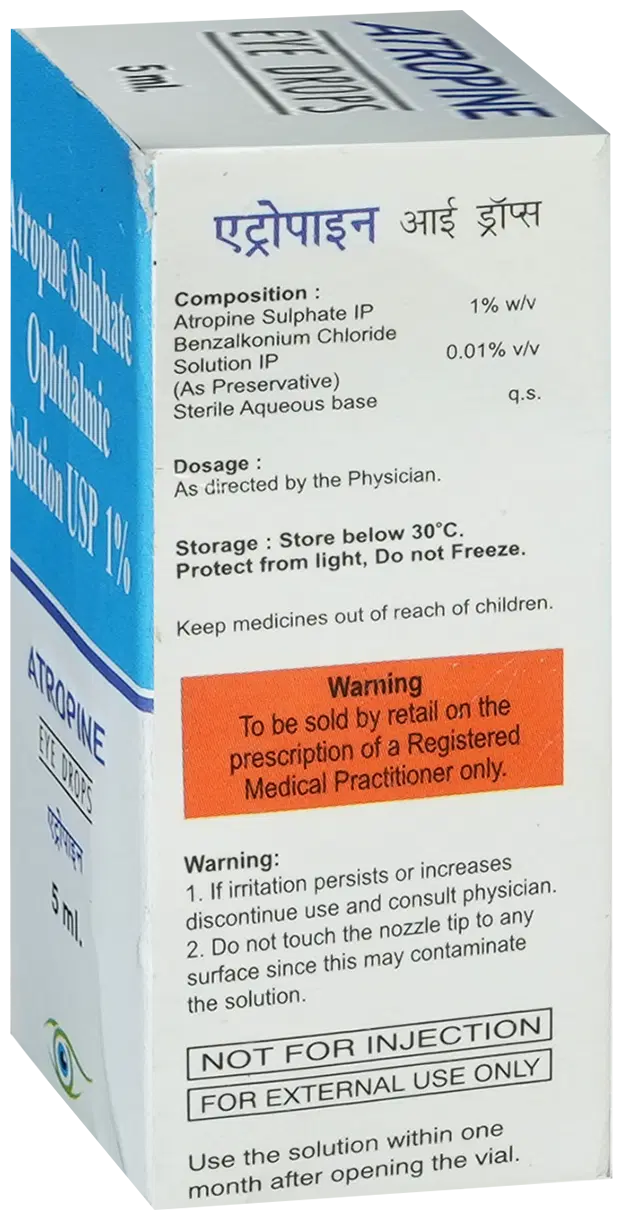 ATROPINE
EYE DROPS
5 ml.
Atropine Sulphate
Ophthalmic
Solution USP 1%
ATROPINE
EYE DROPS
एट्रोपाइन
5 ml.
एट्रोपाइन आई ड्रॉप्स
Composition :
Atropine Sulphate IP 1% w/v
Benzalkonium Chloride
Solution IP 0.01% v/v
(As Preservative)
Sterile Aqueous base q.s.
Dosage :
As directed by the Physician.
Storage : Store below 30°C.
Protect from light, Do not Freeze.
Keep medicines out of reach of children.
Warning
To be sold by retail on the
prescription of a Registered
Medical Practitioner only.
Warning:
1. If irritation persists or increases
discontinue use and consult physician.
2. Do not touch the nozzle tip to any
surface since this may contaminate
the solution.
NOT FOR INJECTION
FOR EXTERNAL USE ONLY
Use the solution within one
month after opening the vial.